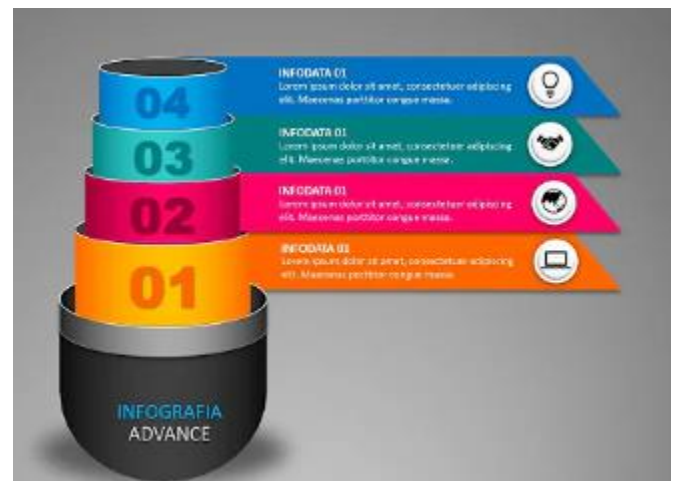 04
INFODATA 01
Lorem ipsum dolor sit amet, consectetuer adipiscing
elit. Maecenas porttitor congue massa.
03
INFODATA 01
Lorem ipsum dolor sit amet, consectetuer adipiscing
elit. Maecenas porttitor congue massa.
02
INFODATA 01
Lorem ipsum dolor sit amet, consectetuer adipiscing
elit. Maecenas porttitor congue massa.
01
INFODATA 01
Lorem ipsum dolor sit amet, consectetuer adipiscing
elit. Maecenas porttitor congue massa.
INFOGRAFIA
ADVANCE